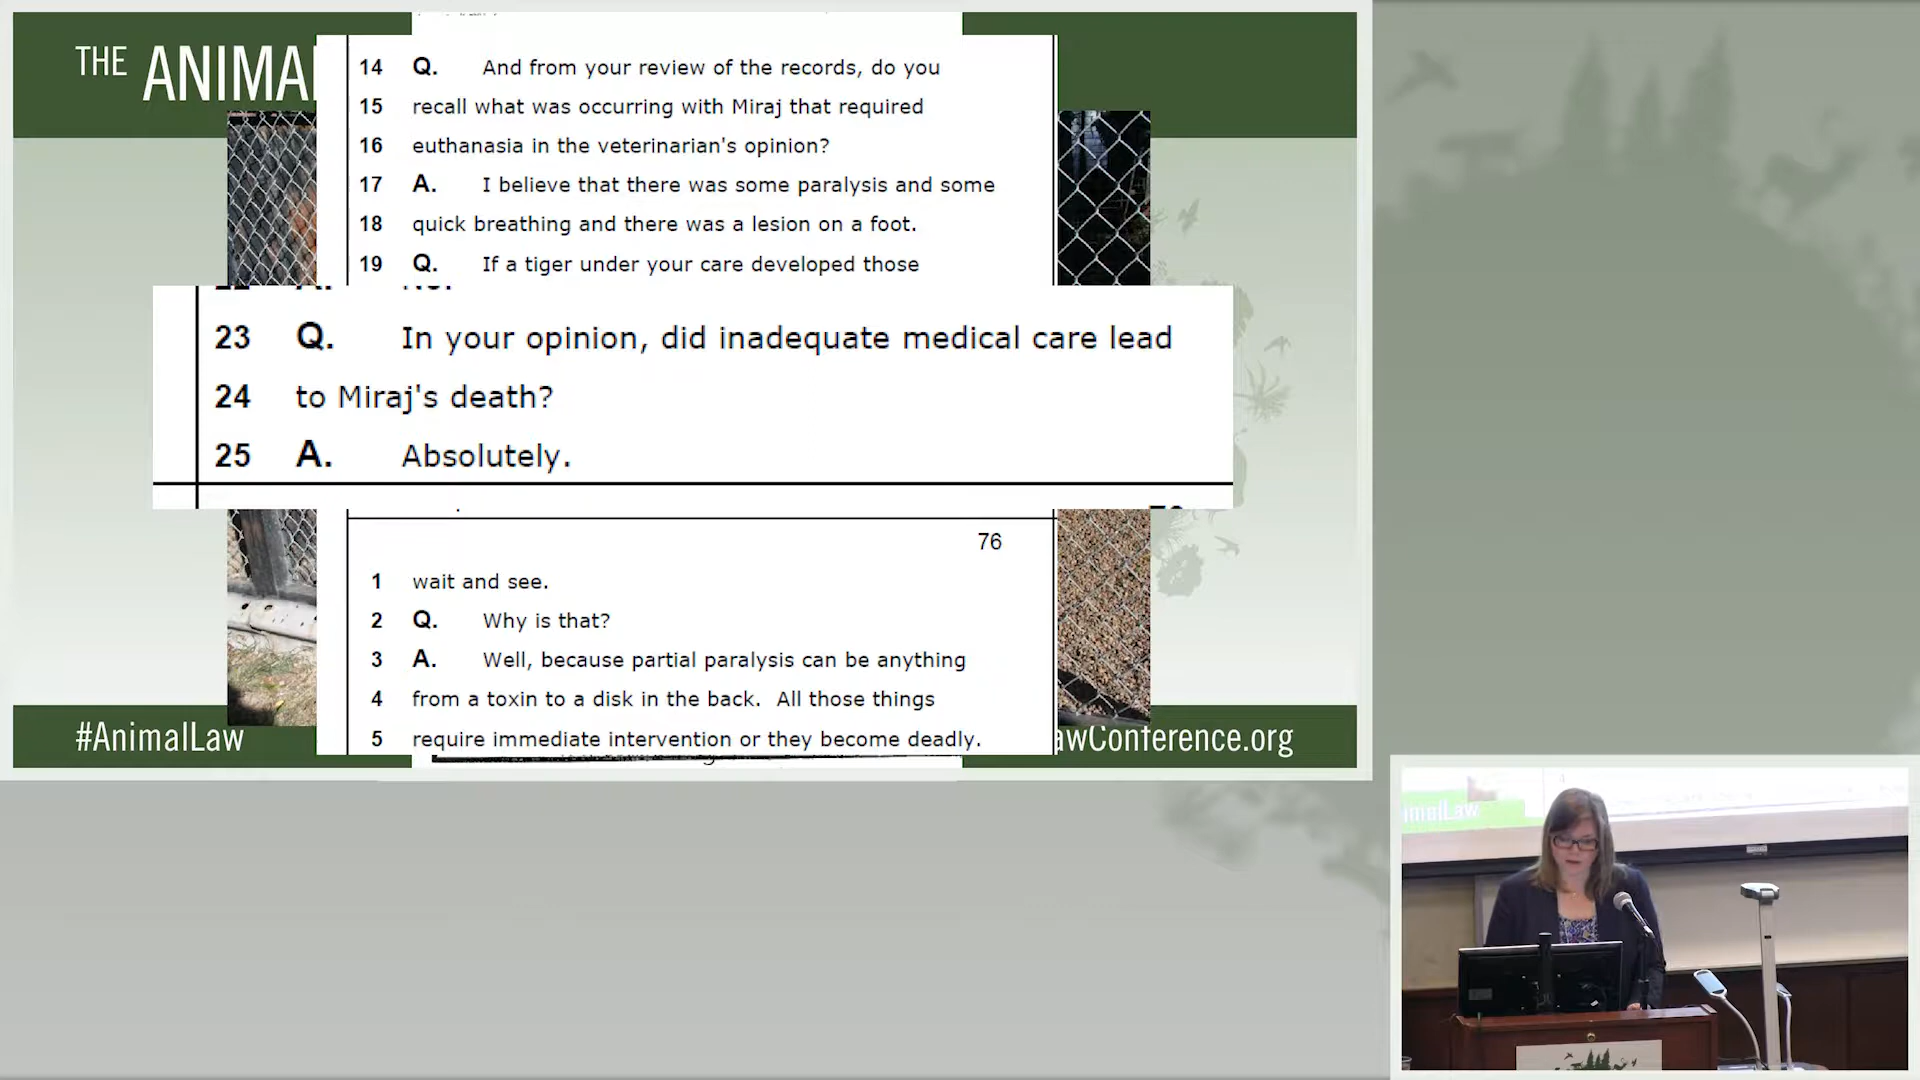 THE ANIMA
14 Q. And from your review of the records, do you
15 recall what was occurring with Miraj that required
16 euthanasia in the veterinarian's opinion?
17 A. I believe that there was some paralysis and some
18 quick breathing and there was a lesion on a foot.
19 Q. If a tiger under your care developed those
23 Q. In your opinion, did inadequate medical care lead
24 to Miraj's death?
25 A. Absolutely.
76
1 wait and see.
2 Q. Why is that?
3 A. Well, because partial paralysis can be anything
4 from a toxin to a disk in the back. All those things
5 require immediate intervention or they become deadly.
#AnimalLaw
awConference.org
imalLaw